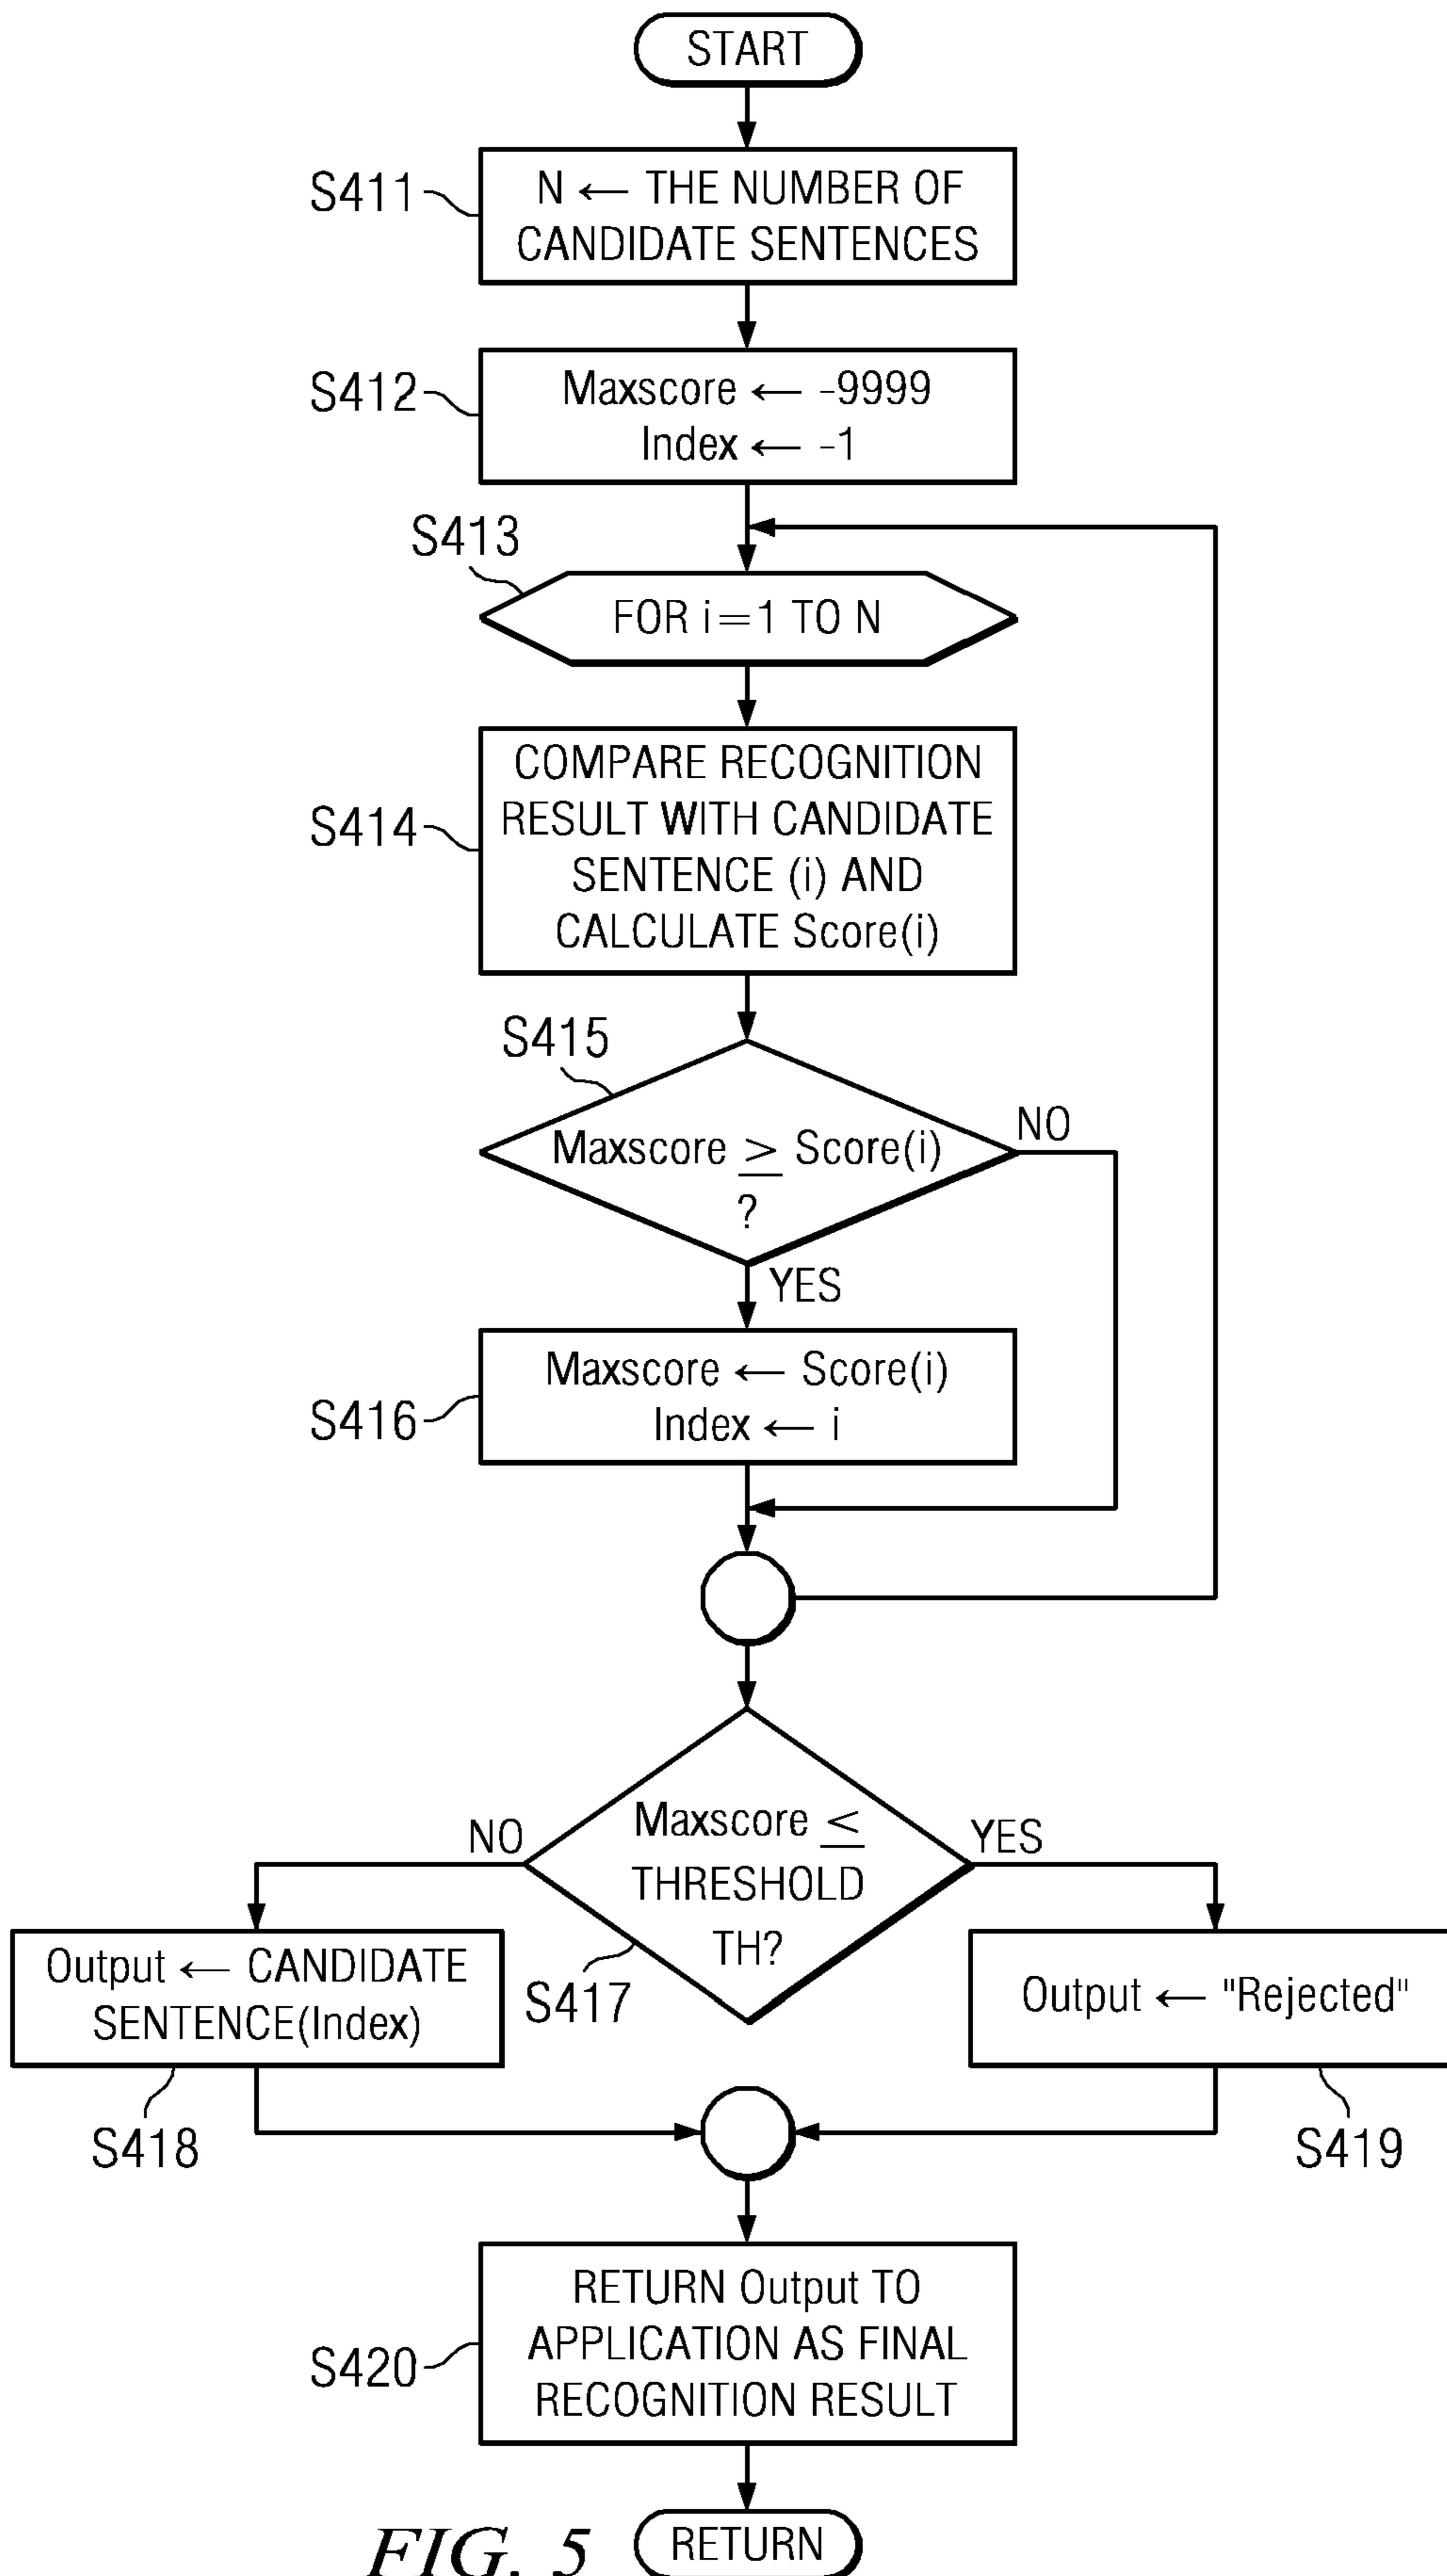 START
S411
N ← THE NUMBER OF
CANDIDATE SENTENCES
S412
Maxscore ← -9999
Index ← -1
S413
FOR i=1 TO N
S414
COMPARE RECOGNITION
RESULT WITH CANDIDATE
SENTENCE (i) AND
CALCULATE Score(i)
S415
Maxscore ≥ Score(i)
?
NO
YES
S416
Maxscore ← Score(i)
Index ← i
NO
Maxscore ≤
THRESHOLD
TH?
YES
S417
Output ← CANDIDATE
SENTENCE(Index)
S418
Output ← "Rejected"
S419
S420
RETURN Output TO
APPLICATION AS FINAL
RECOGNITION RESULT
FIG. 5
RETURN